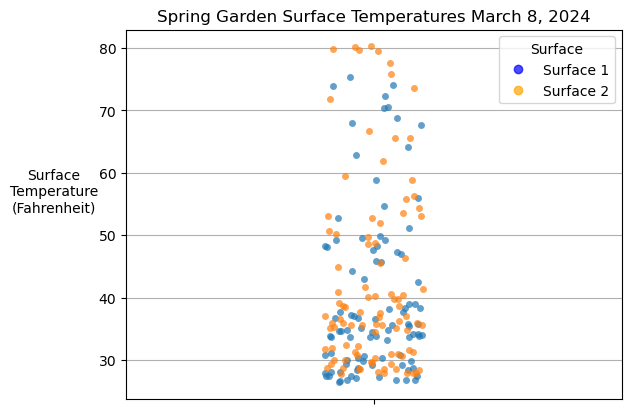 Spring Garden Surface Temperatures March 8, 2024
Surface
Temperature
(Fahrenheit)
80
70
60
50
40
30
Surface
Surface 1
Surface 2